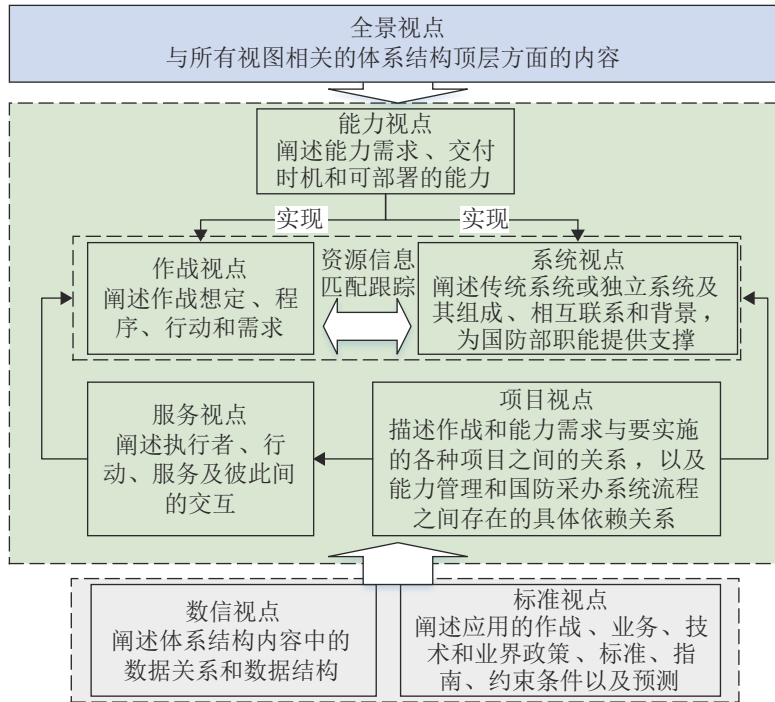 全景视点
与所有视图相关的体系结构顶层方面的内容
能力视点
阐述能力需求、交付
时机和可部署的能力
实现
实现
作战视点
阐述作战想定、程
序、行动和需求
资源信息
匹配跟踪
系统视点
阐述传统系统或独立系统及
其组成、相互联系和背景，
为国防部职能提供支撑
服务视点
阐述执行者、行
动、服务及彼此间
的交互
项目视点
描述作战和能力需求与要实施
的各种项目之间的关系，以及
能力管理和国防采办系统流程
之间存在的具体依赖关系
数信视点
阐述体系结构内容中的
数据关系和数据结构
标准视点
阐述应用的作战、业务、技
术和业界政策、标准、指
南、约束条件以及预测